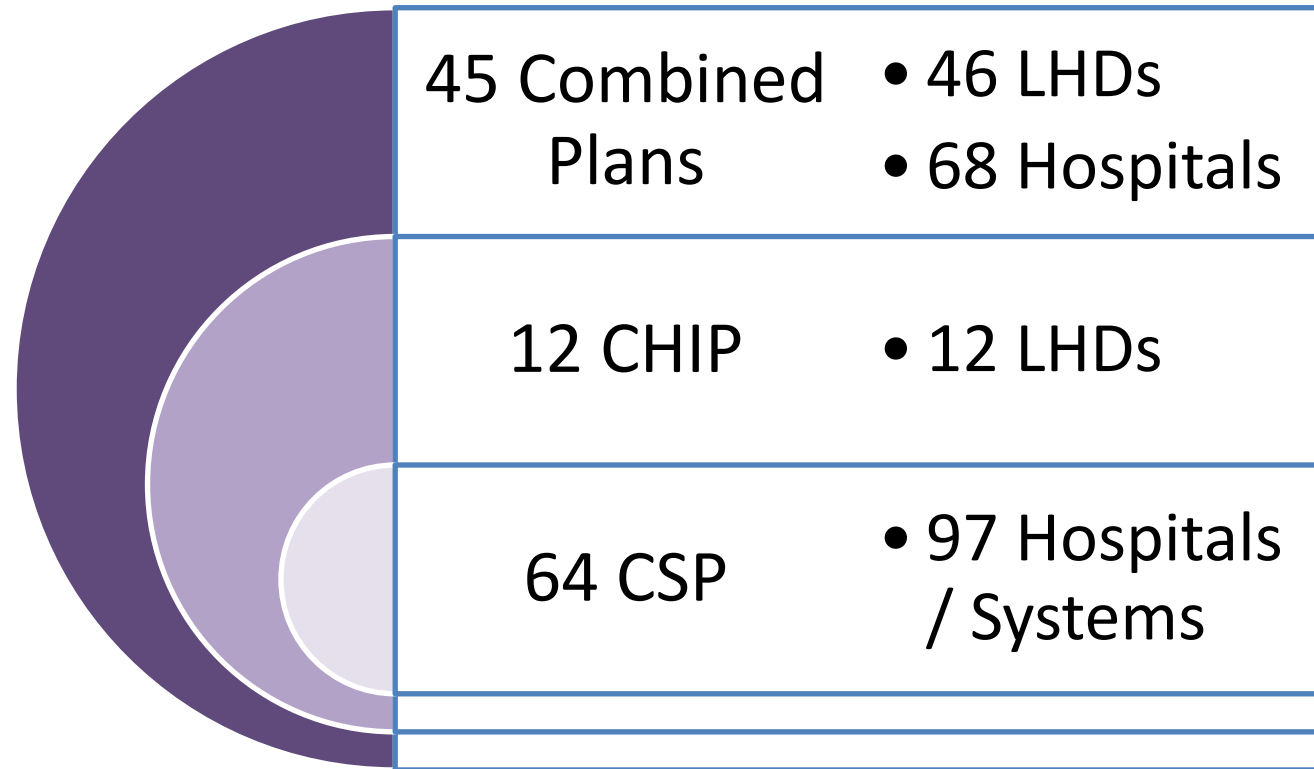 45 Combined
Plans
• 46 LHDs
• 68 Hospitals
12 CHIP
• 12 LHDs
64 CSP
• 97 Hospitals
/ Systems